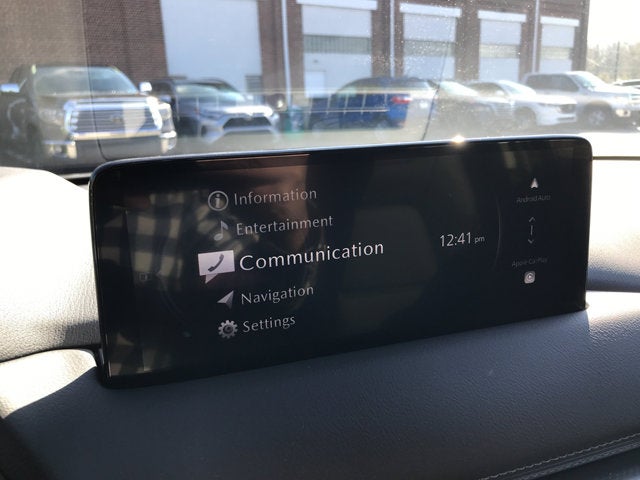 Information
Entertainment
Communication
Navigation
Settings
12:41 pm
Android Auto
Apple CarPlay